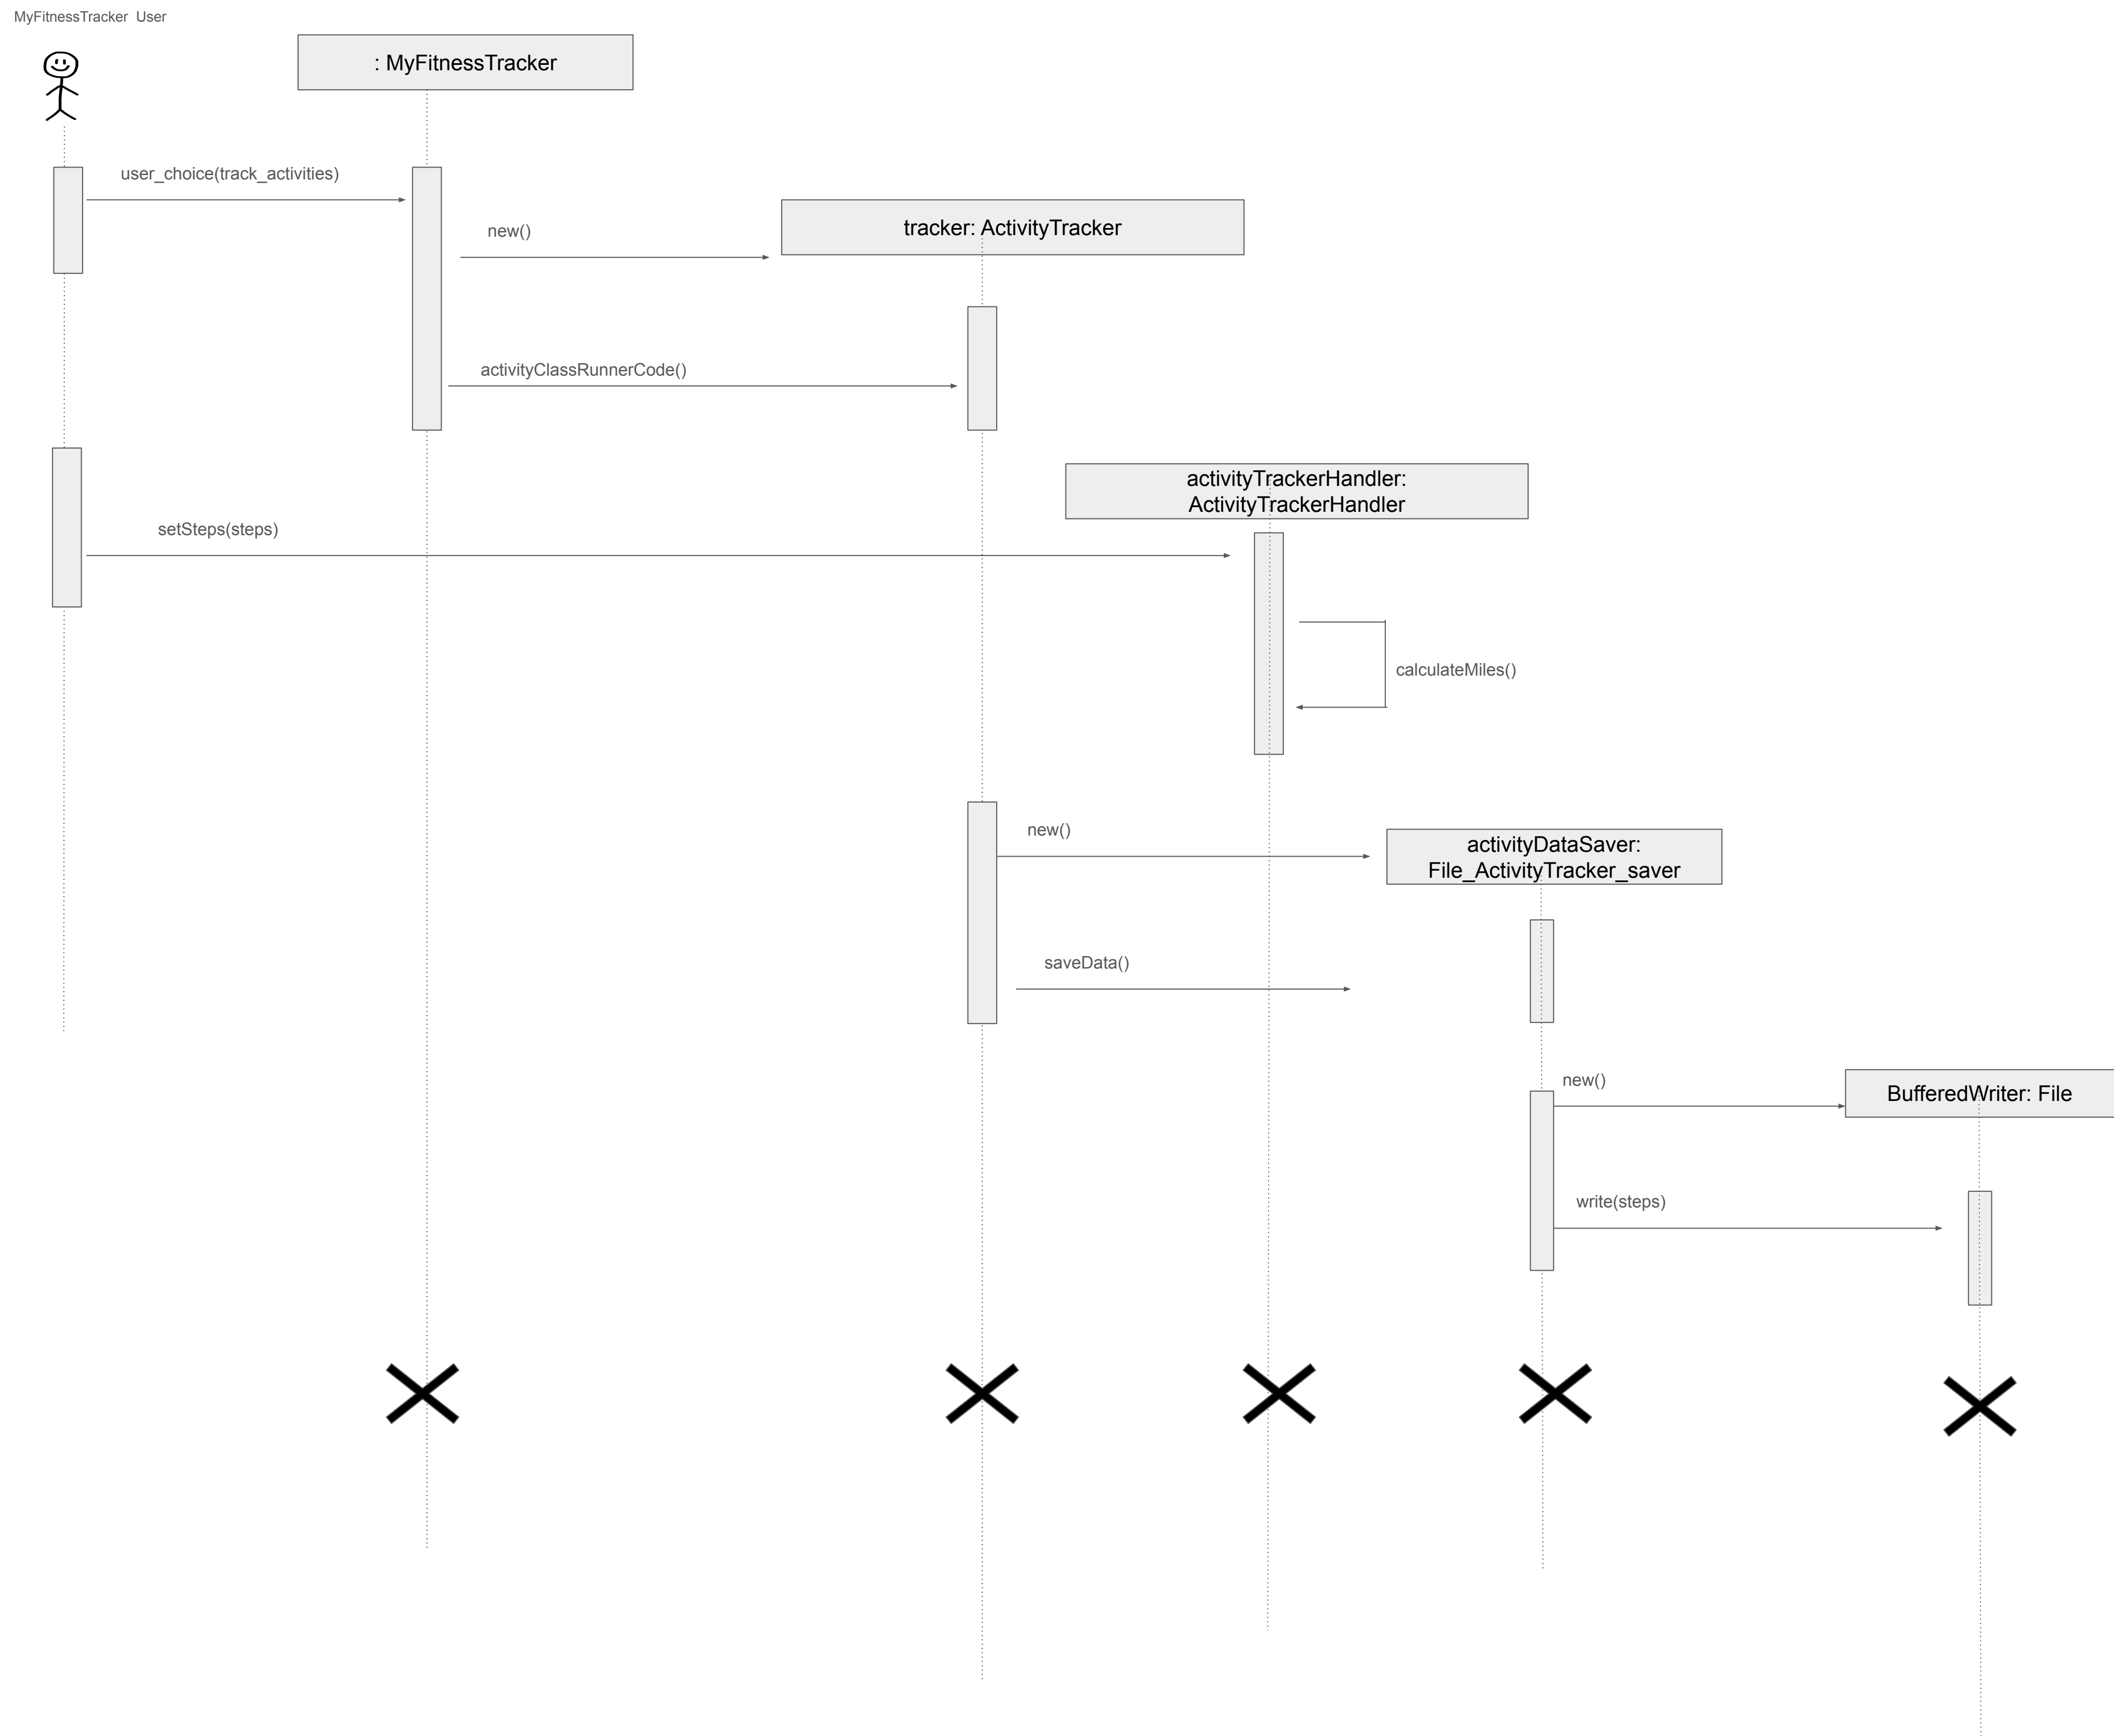 MyFitnessTracker  User
: MyFitnessTracker
user_choice(track_activities)
new()
tracker: ActivityTracker
activityClassRunnerCode()
activityTrackerHandler:
ActivityTrackerHandler
setSteps(steps)
calculateMiles()
new()
activityDataSaver:
File_ActivityTracker_saver
saveData()
new()
BufferedWriter: File
write(steps)